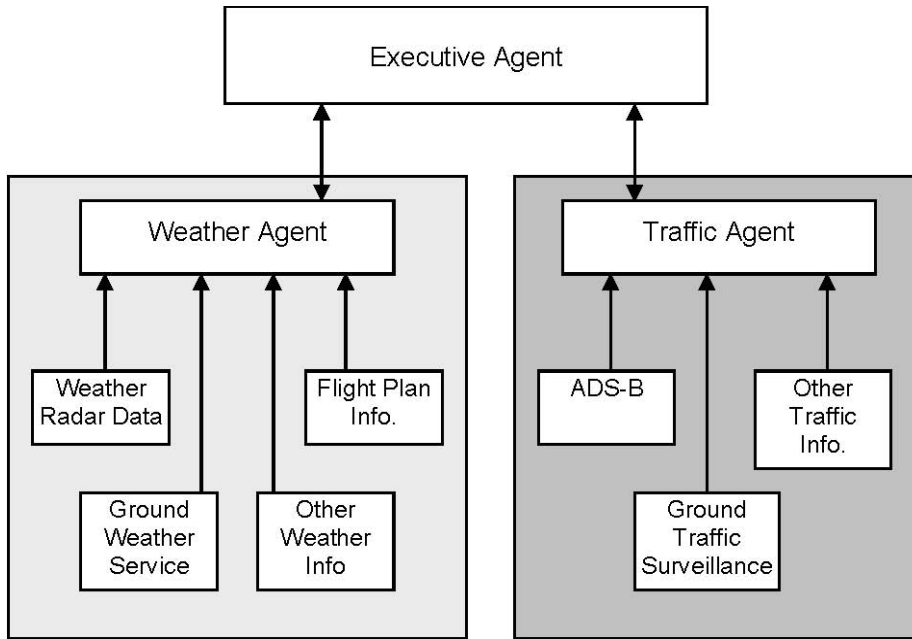 Executive Agent
Weather Agent
Traffic Agent
Weather
Radar Data
Flight Plan
Info.
ADS-B
Other
Traffic
Info.
Ground
Weather
Service
Other
Weather
Info
Ground
Traffic
Surveillance